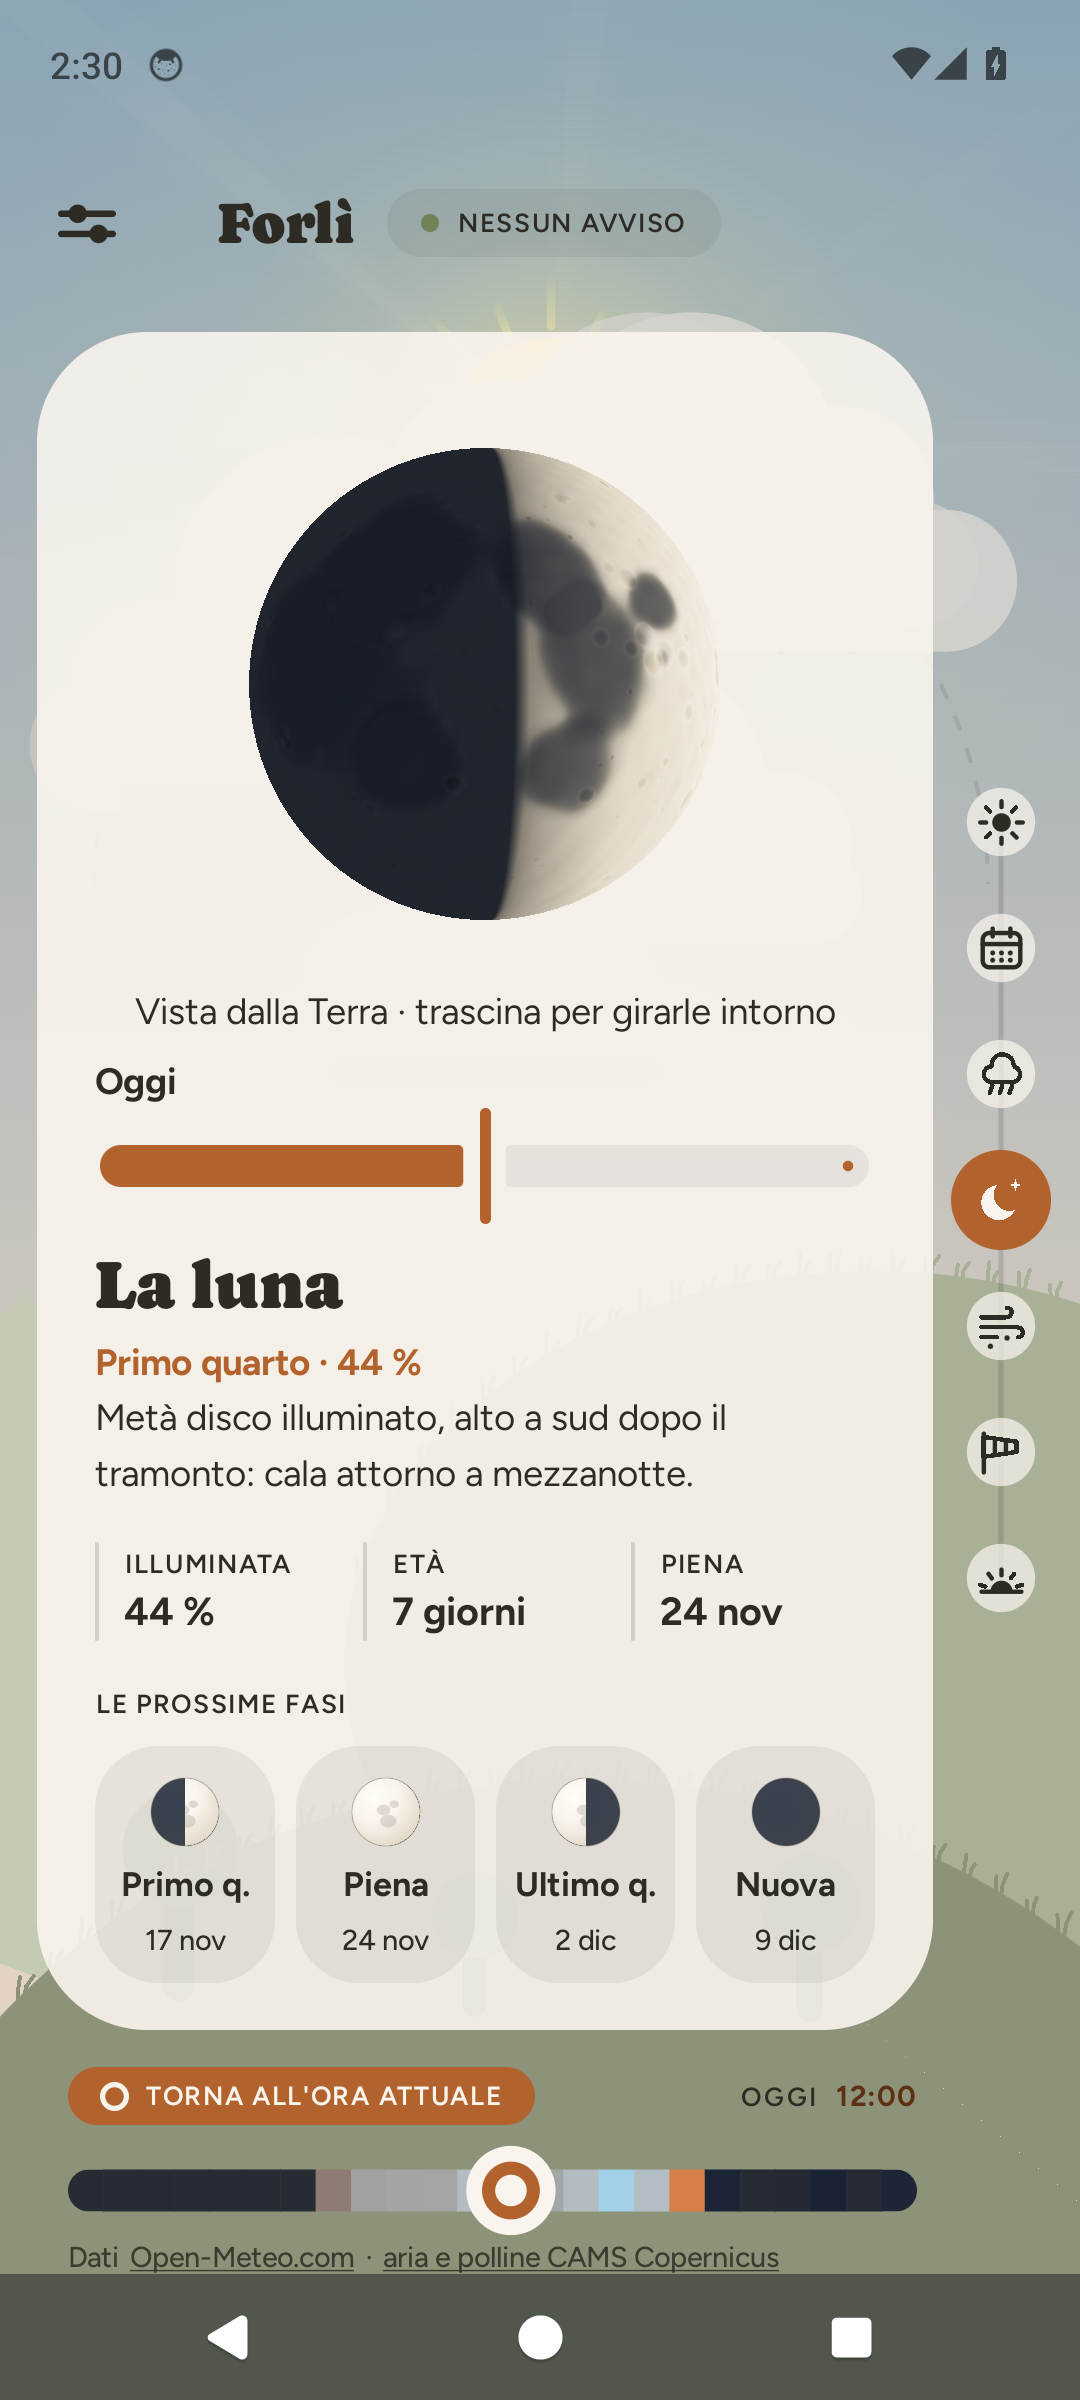 2:30
Forlì
NESSUN AVVISO
Vista dalla Terra · trascina per girarle intorno
Oggi
La luna
Primo quarto · 44 %
Metà disco illuminato, alto a sud dopo il
tramonto: cala attorno a mezzanotte.
ILLUMINATA ETÀ PIENA
44 % 7 giorni 24 nov
LE PROSSIME FASI
Primo q. Piena Ultimo q. Nuova
17 nov 24 nov 2 dic 9 dic
TORNA ALL'ORA ATTUALE OGGI 12:00
Dati Open-Meteo.com · aria e polline CAMS Copernicus